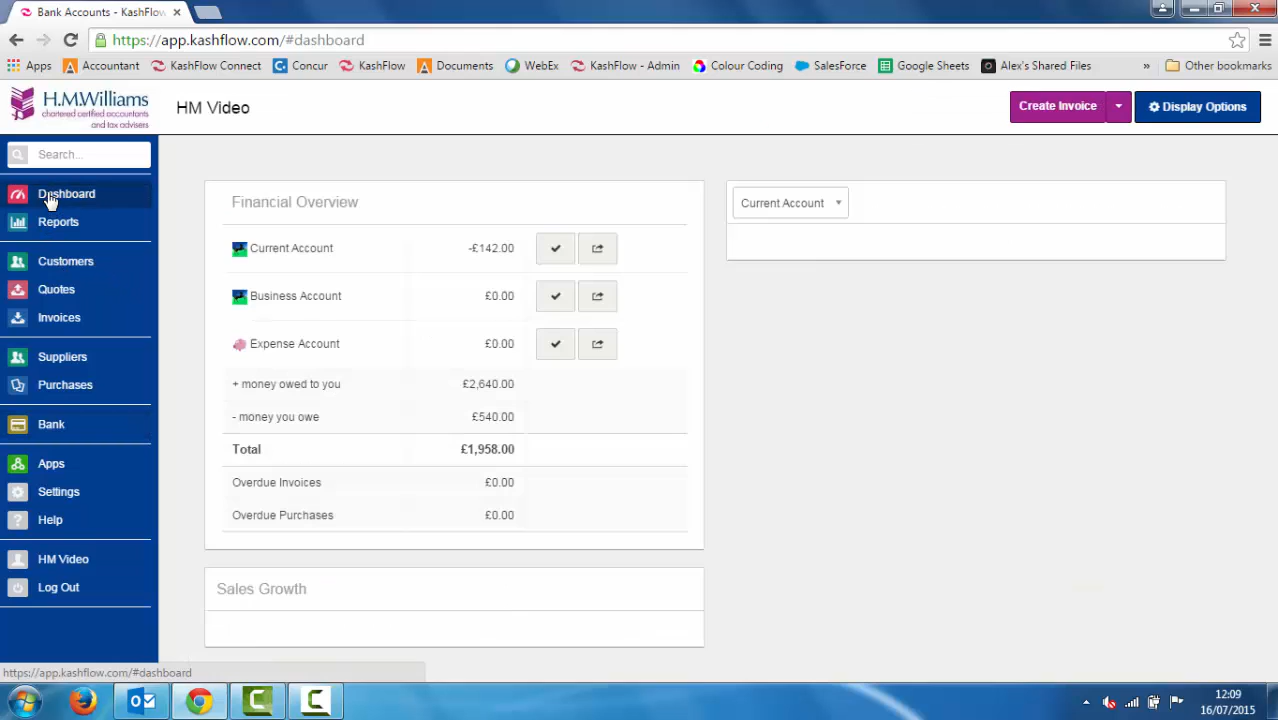 Bank Accounts - KashFlow
https://app.kashflow.com/#dashboard
Apps
Accountant
KashFlow Connect
Concur
KashFlow
Documents
WebEx
KashFlow - Admin
Colour Coding
SalesForce
Google Sheets
Alex's Shared Files
»
Other bookmarks
H.M.Williams
chartered certified accountants
and tax advisers
HM Video
Create Invoice
Display Options
Search...
Dashboard
Reports
Customers
Quotes
Invoices
Suppliers
Purchases
Bank
Apps
Settings
Help
HM Video
Log Out
Financial Overview
Current Account -£142.00
Business Account £0.00
Expense Account £0.00
+ money owed to you £2,640.00
- money you owe £540.00
Total £1,958.00
Overdue Invoices £0.00
Overdue Purchases £0.00
Sales Growth
Current Account
https://app.kashflow.com/#dashboard
12:09
16/07/2015